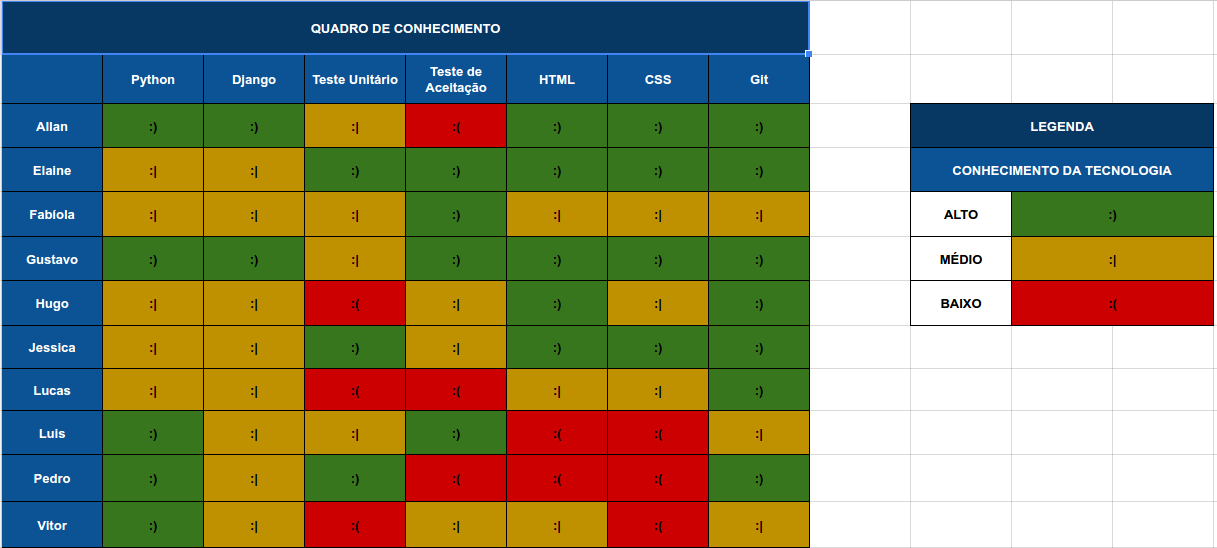 QUADRO DE CONHECIMENTO
Python Django Teste Unitário Teste de Aceitação HTML CSS Git
Allan :) :) :| :( :) :) :)
Elaine :| :| :) :) :) :) :)
Fabíola :| :| :| :) :| :| :|
Gustavo :) :) :| :) :) :) :)
Hugo :| :| :( :| :) :| :)
Jessica :| :| :) :| :) :) :)
Lucas :| :| :( :( :| :| :)
Luis :) :| :| :) :( :( :|
Pedro :) :| :) :( :( :( :)
Vitor :) :| :( :| :| :( :|
LEGENDA
CONHECIMENTO DA TECNOLOGIA
ALTO :)
MÉDIO :|
BAIXO :(